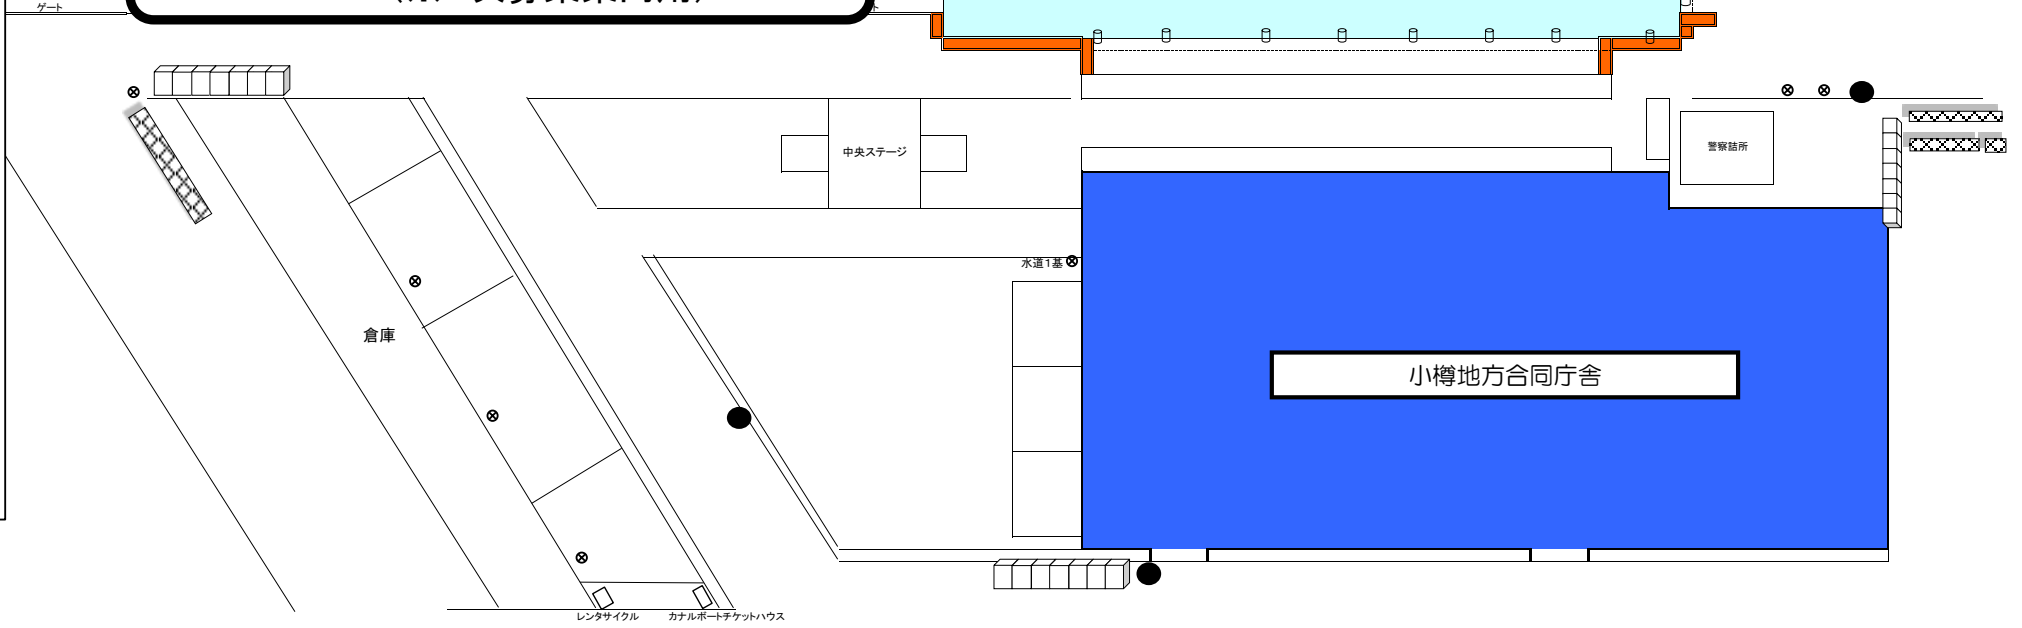 ゲート
中央ステージ
警察詰所
水道1基
倉庫
小樽地方合同庁舎
レンタサイクル
カナルボートチケットハウス